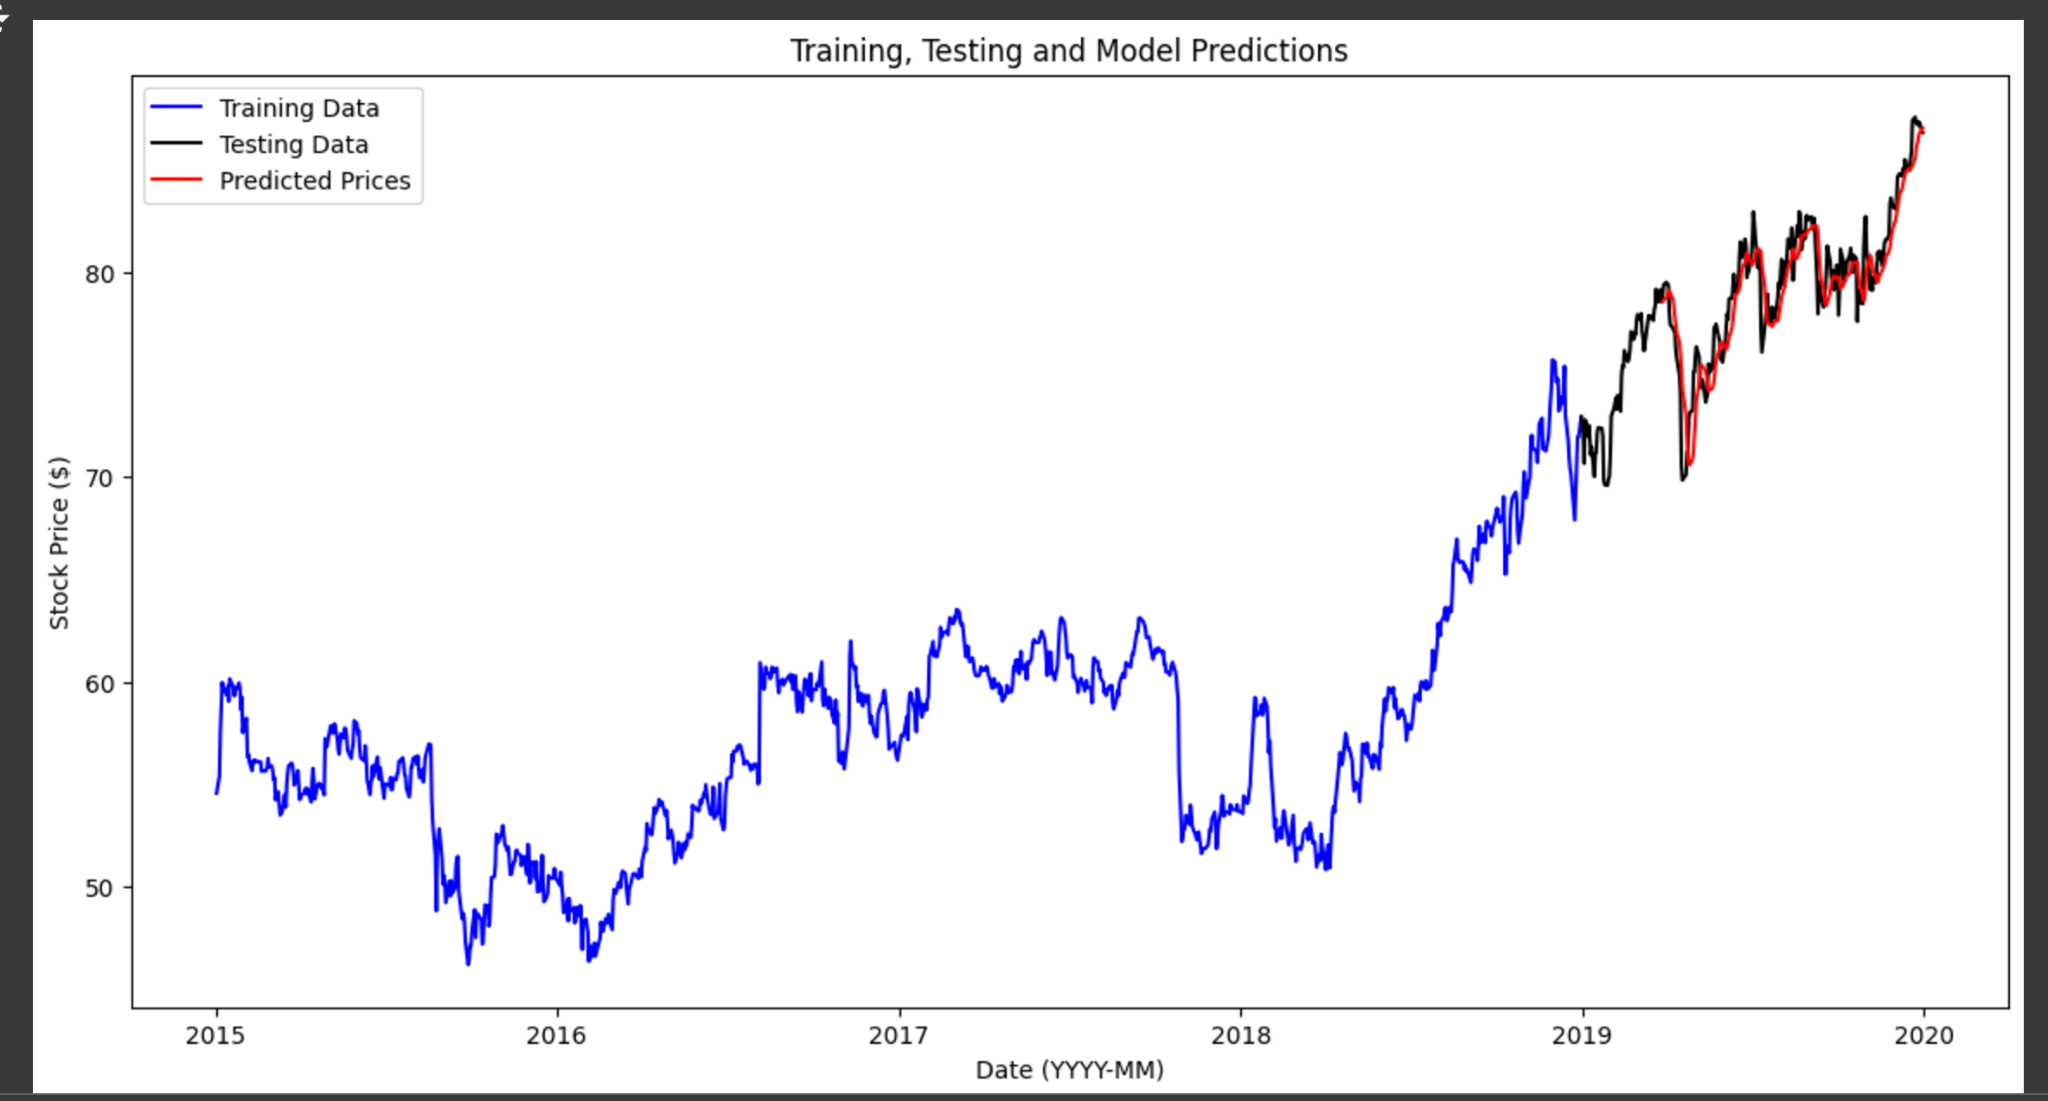 Training, Testing and Model Predictions
Training Data
Testing Data
Predicted Prices
80
70
60
50
Stock Price ($)
2015 2016 2017 2018 2019 2020
Date (YYYY-MM)